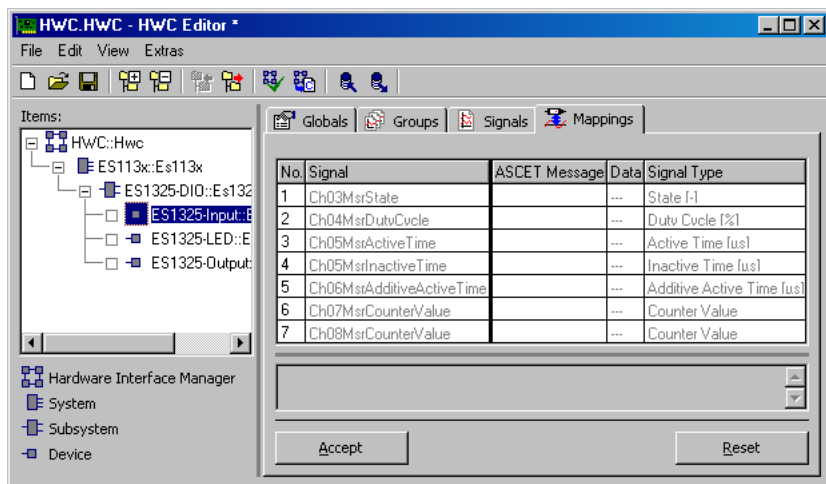 HWC.HWC - HWC Editor *
File Edit View Extras
Items:
HWC::Hwc
ES113x::Es113x
ES1325-DIO::Es132
ES1325-Input::E
ES1325-LED::E
ES1325-Output:
Hardware Interface Manager
System
Subsystem
Device
Globals Groups Signals Mappings
No. Signal ASCET Message Data Signal Type
1 Ch03MsrState --- State [-]
2 Ch04MsrDutyCycle --- Duty Cycle [%]
3 Ch05MsrActiveTime --- Active Time [us]
4 Ch05MsrInactiveTime --- Inactive Time [us]
5 Ch06MsrAdditiveActiveTime --- Additive Active Time [us]
6 Ch07MsrCounterValue --- Counter Value
7 Ch08MsrCounterValue --- Counter Value
Accept Reset